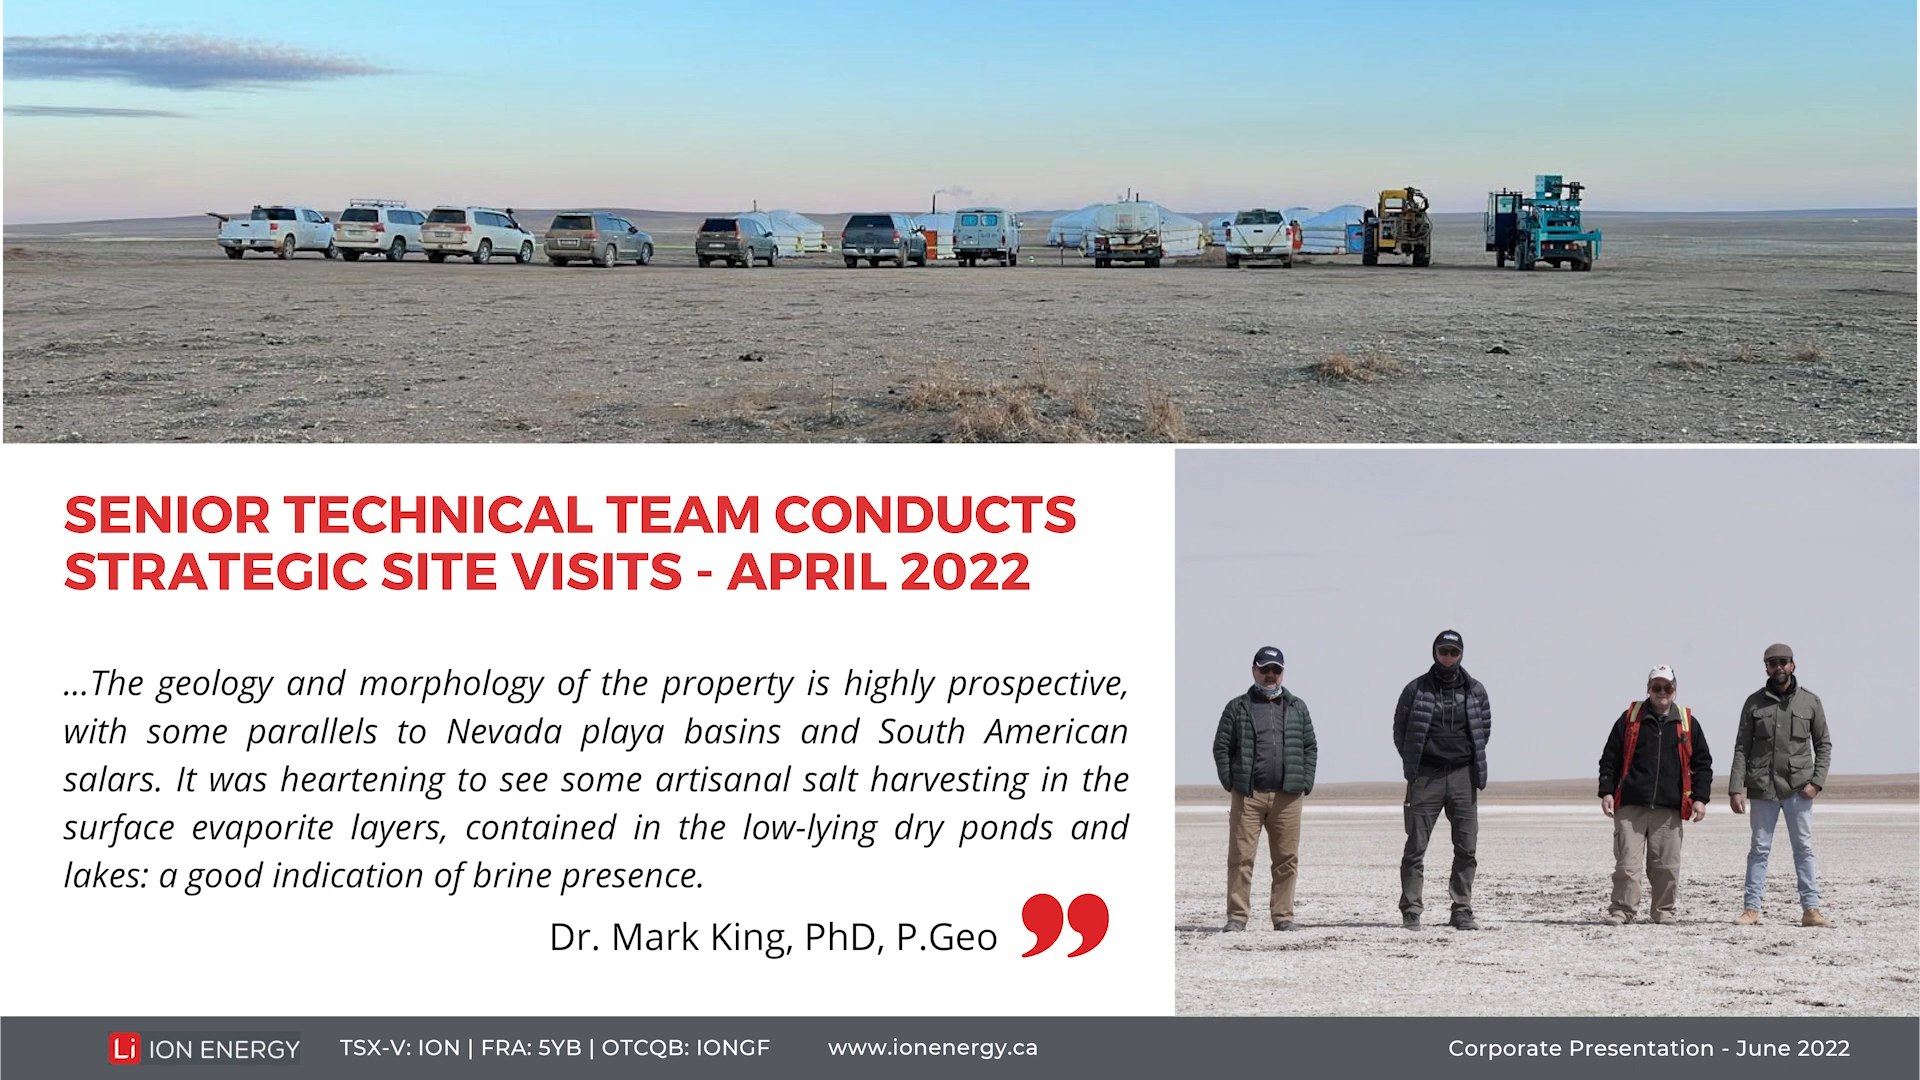 SENIOR TECHNICAL TEAM CONDUCTS
STRATEGIC SITE VISITS - APRIL 2022
...The geology and morphology of the property is highly prospective,
with some parallels to Nevada playa basins and South American
salars. It was heartening to see some artisanal salt harvesting in the
surface evaporite layers, contained in the low-lying dry ponds and
lakes: a good indication of brine presence.
Dr. Mark King, PhD, P.Geo ”
Li ION ENERGY TSX-V: ION | FRA: 5YB | OTCQB: IONGF www.ionenergy.ca Corporate Presentation - June 2022